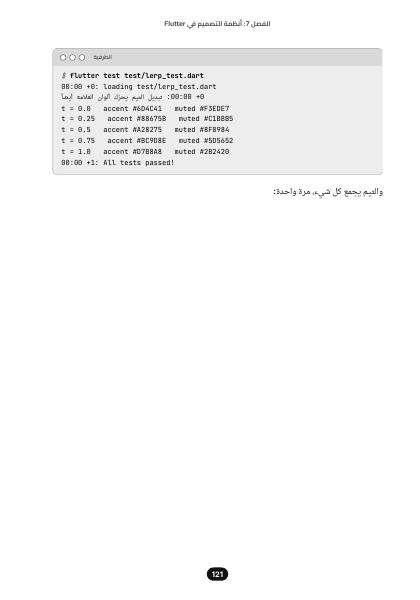 الفصل 7: أنظمة التصميم في Flutter
الطرفية
$ flutter test test/lerp_test.dart
00:00 +0: loading test/lerp_test.dart
00:00 +0: تبديل الثيم يحرّك ألوان العلامة أيضاً
t = 0.0 accent #6D4C41 muted #F3EDE7
t = 0.25 accent #88675B muted #C1BBB5
t = 0.5 accent #A28275 muted #8F8984
t = 0.75 accent #BC9D8E muted #5D5652
t = 1.0 accent #D7B8A8 muted #2B2420
00:00 +1: All tests passed!
والثيم يجمع كل شيء، مرة واحدة:
121